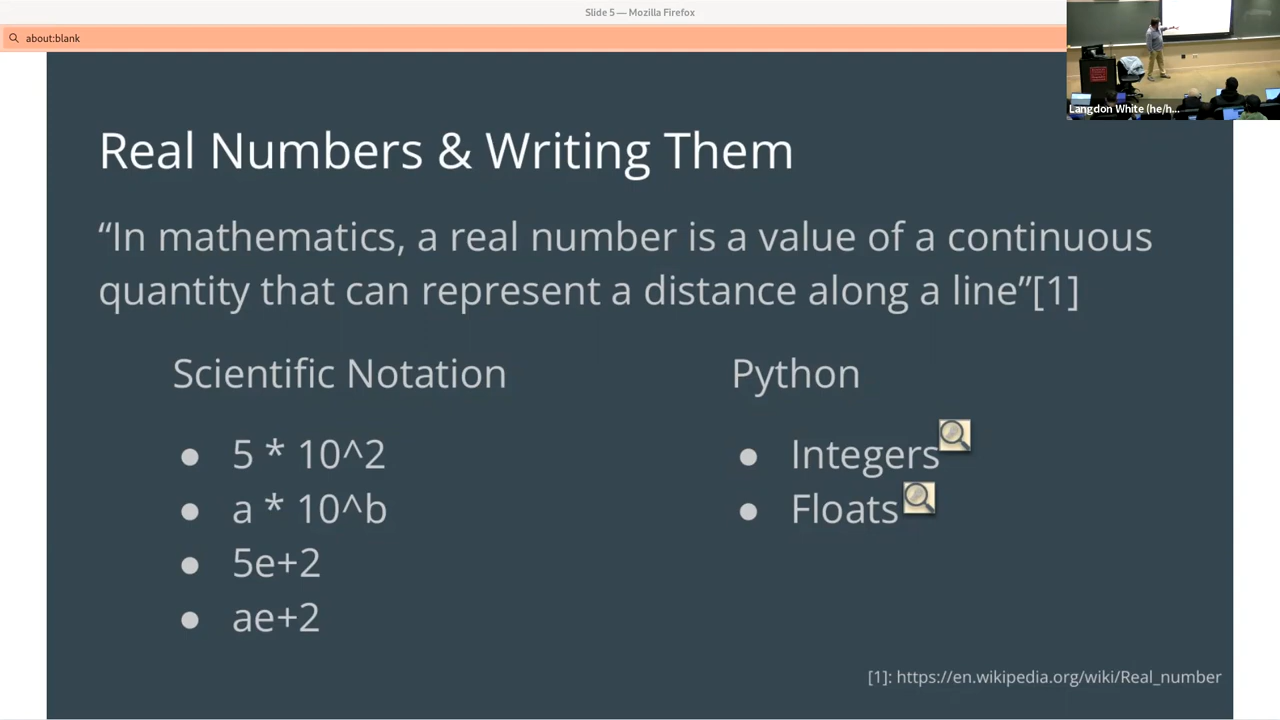 Slide 5 — Mozilla Firefox
about:blank
Langdon White (he/h...
Real Numbers & Writing Them
“In mathematics, a real number is a value of a continuous
quantity that can represent a distance along a line”[1]
Scientific Notation
● 5 * 10^2
● a * 10^b
● 5e+2
● ae+2
Python
● Integers
● Floats
[1]: https://en.wikipedia.org/wiki/Real_number